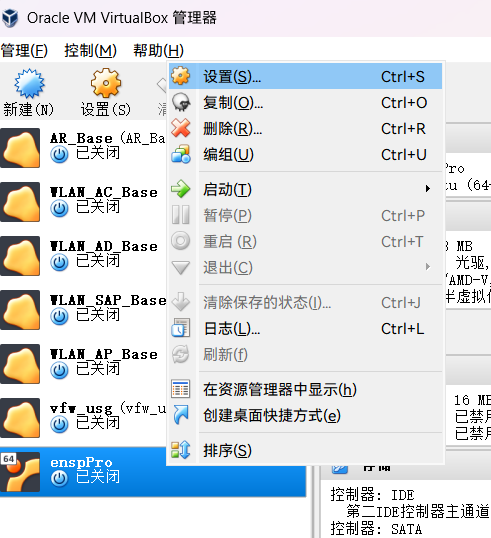 Oracle VM VirtualBox 管理器
管理(F) 控制(M) 帮助(H)
新建(N) 设置(S) 清
AR_Base (AR_Ba
已关闭
WLAN_AC_Base
已关闭
WLAN_AD_Base
已关闭
WLAN_SAP_Base
已关闭
WLAN_AP_Base
已关闭
vfw_usg (vfw_u
已关闭
64 enspPro
已关闭
设置(S)... Ctrl+S
复制(O)... Ctrl+O
删除(R)... Ctrl+R
编组(U) Ctrl+U
启动(T)
暂停(P) Ctrl+P
重启 (R) Ctrl+T
退出(C)
清除保存的状态(I)... Ctrl+J
日志(L)... Ctrl+L
刷新(f)
在资源管理器中显示(h)
创建桌面快捷方式(e)
排序(S)
Pro
tu (64-
MB
光驱,
/AMD-V,
半虚拟化
16 MB
已禁用
已禁用
存储
控制器: IDE
第二IDE控制器主通道
控制器: SATA